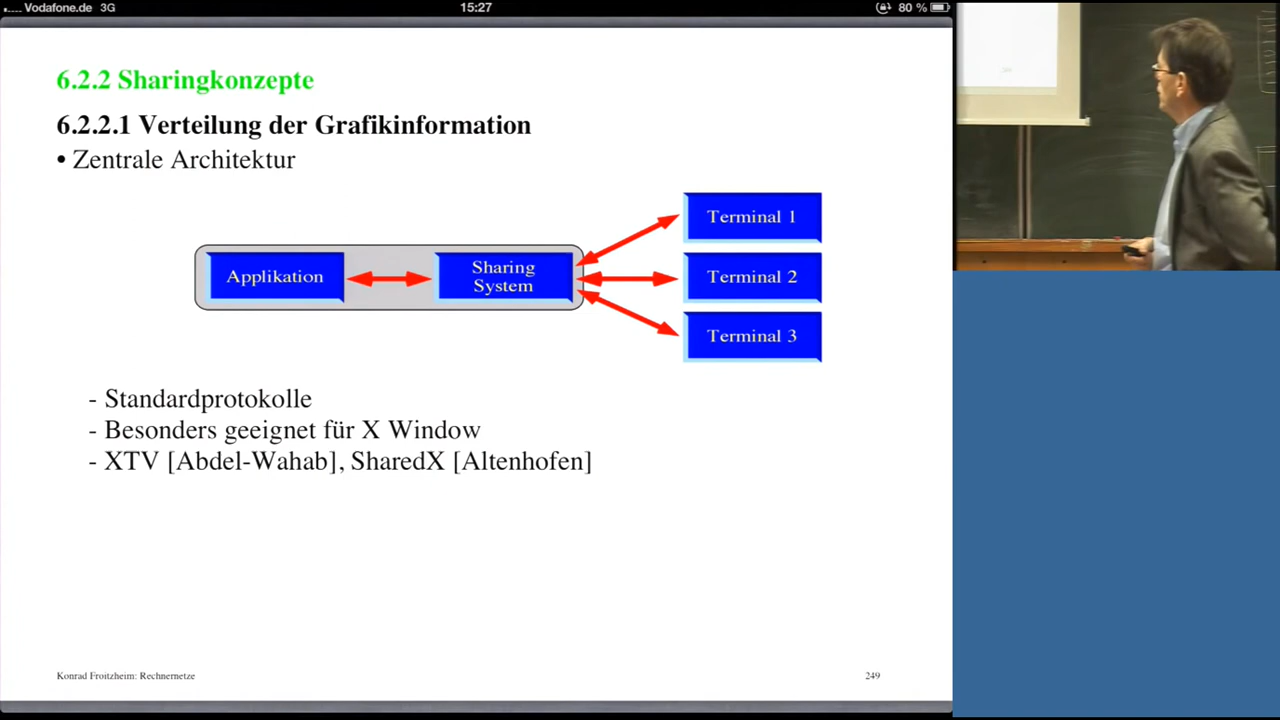 Vodafone.de 3G 15:27 80 %
6.2.2 Sharingkonzepte
6.2.2.1 Verteilung der Grafikinformation
• Zentrale Architektur
Terminal 1
Applikation
Sharing
System
Terminal 2
Terminal 3
- Standardprotokolle
- Besonders geeignet für X Window
- XTV [Abdel-Wahab], SharedX [Altenhofen]
Konrad Froitzheim: Rechnernetze 249